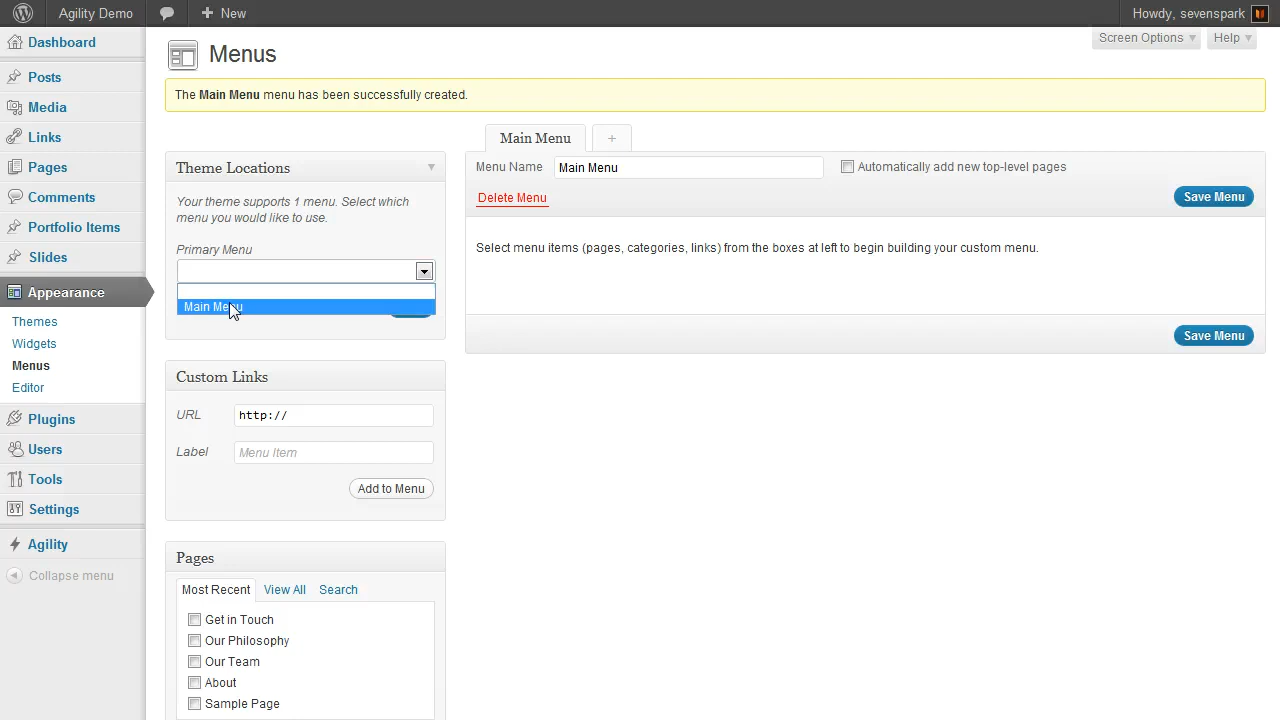 Agility Demo
New
Howdy, sevenspark
Screen Options
Help
Dashboard
Posts
Media
Links
Pages
Comments
Portfolio Items
Slides
Appearance
Themes
Widgets
Menus
Editor
Plugins
Users
Tools
Settings
Agility
Collapse menu
Menus
The Main Menu menu has been successfully created.
Theme Locations
Your theme supports 1 menu. Select which
menu you would like to use.
Primary Menu
Main Menu
Custom Links
URL http://
Label Menu Item
Add to Menu
Pages
Most Recent View All Search
Get in Touch
Our Philosophy
Our Team
About
Sample Page
Main Menu +
Menu Name Main Menu Automatically add new top-level pages
Delete Menu Save Menu
Select menu items (pages, categories, links) from the boxes at left to begin building your custom menu.
Save Menu